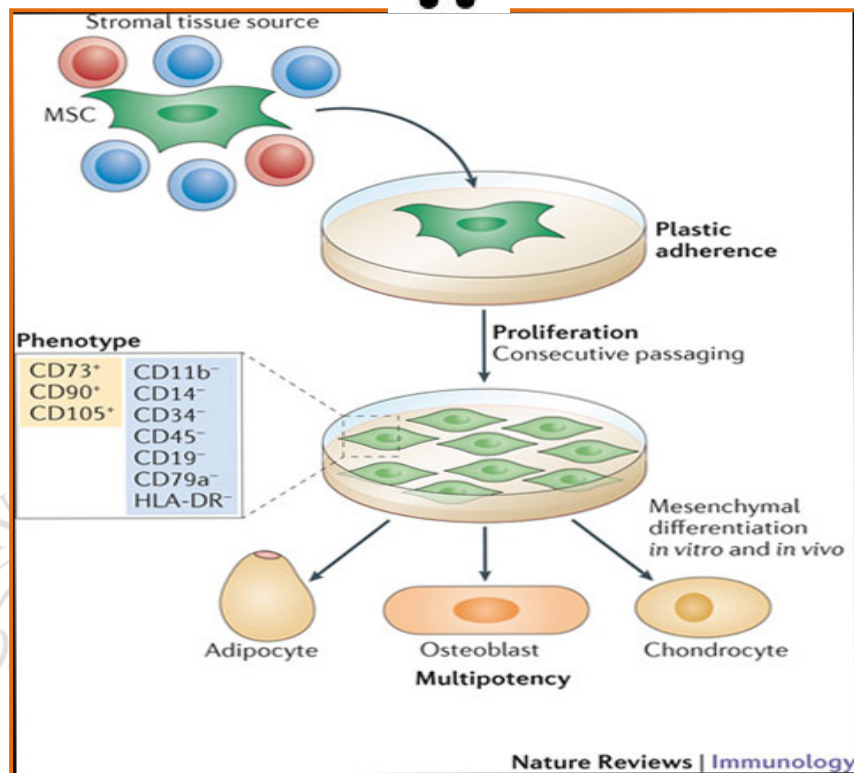 Stromal tissue source
MSC
Plastic
adherence
Proliferation
Consecutive passaging
Phenotype
CD73⁺
CD90⁺
CD105⁺
CD11b⁻
CD14⁻
CD34⁻
CD45⁻
CD19⁻
CD79a⁻
HLA-DR⁻
Mesenchymal
differentiation
in vitro and in vivo
Adipocyte
Osteoblast
Chondrocyte
Multipotency
Nature Reviews | Immunology